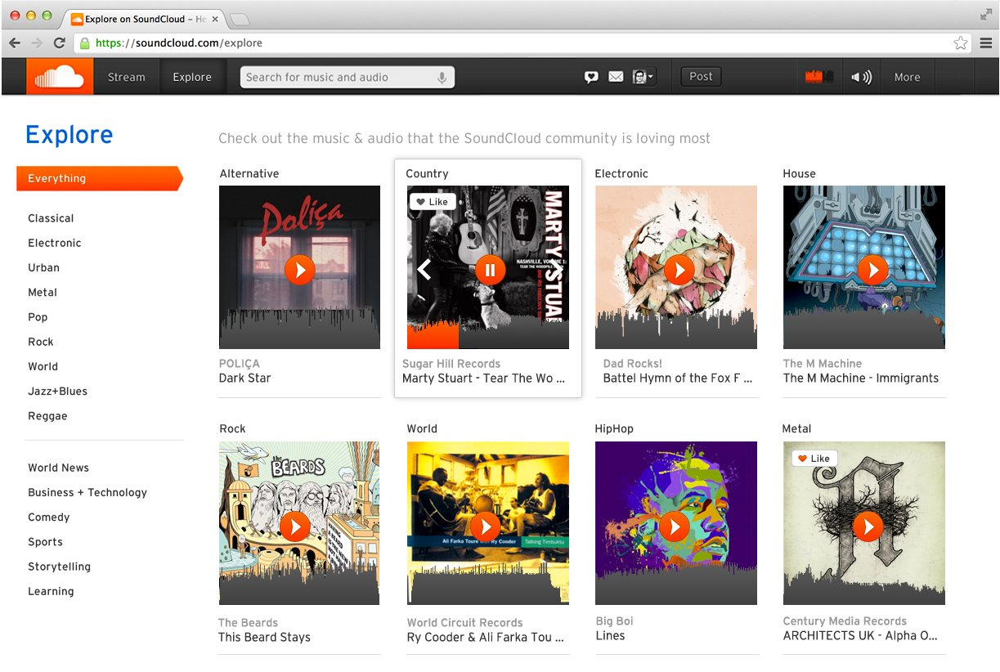 Explore on SoundCloud – He
https://soundcloud.com/explore
Stream
Explore
Search for music and audio
Post
More
Explore
Check out the music & audio that the SoundCloud community is loving most
Everything
Classical
Electronic
Urban
Metal
Pop
Rock
World
Jazz+Blues
Reggae
World News
Business + Technology
Comedy
Sports
Storytelling
Learning
Alternative
Poliça
POLIÇA
Dark Star
Country
Like
MARTY STUA
NASHVILLE, VOLUME 1:
Sugar Hill Records
Marty Stuart - Tear The Wo ...
Electronic
Dad Rocks!
Battel Hymn of the Fox F ...
House
The M Machine
The M Machine - Immigrants
Rock
the
BEARDS
The Beards
This Beard Stays
World
Ali Farka Toure with Ry Cooder
Talking Timbuktu
World Circuit Records
Ry Cooder & Ali Farka Tou ...
HipHop
Big Boi
Lines
Metal
Like
Century Media Records
ARCHITECTS UK - Alpha O...